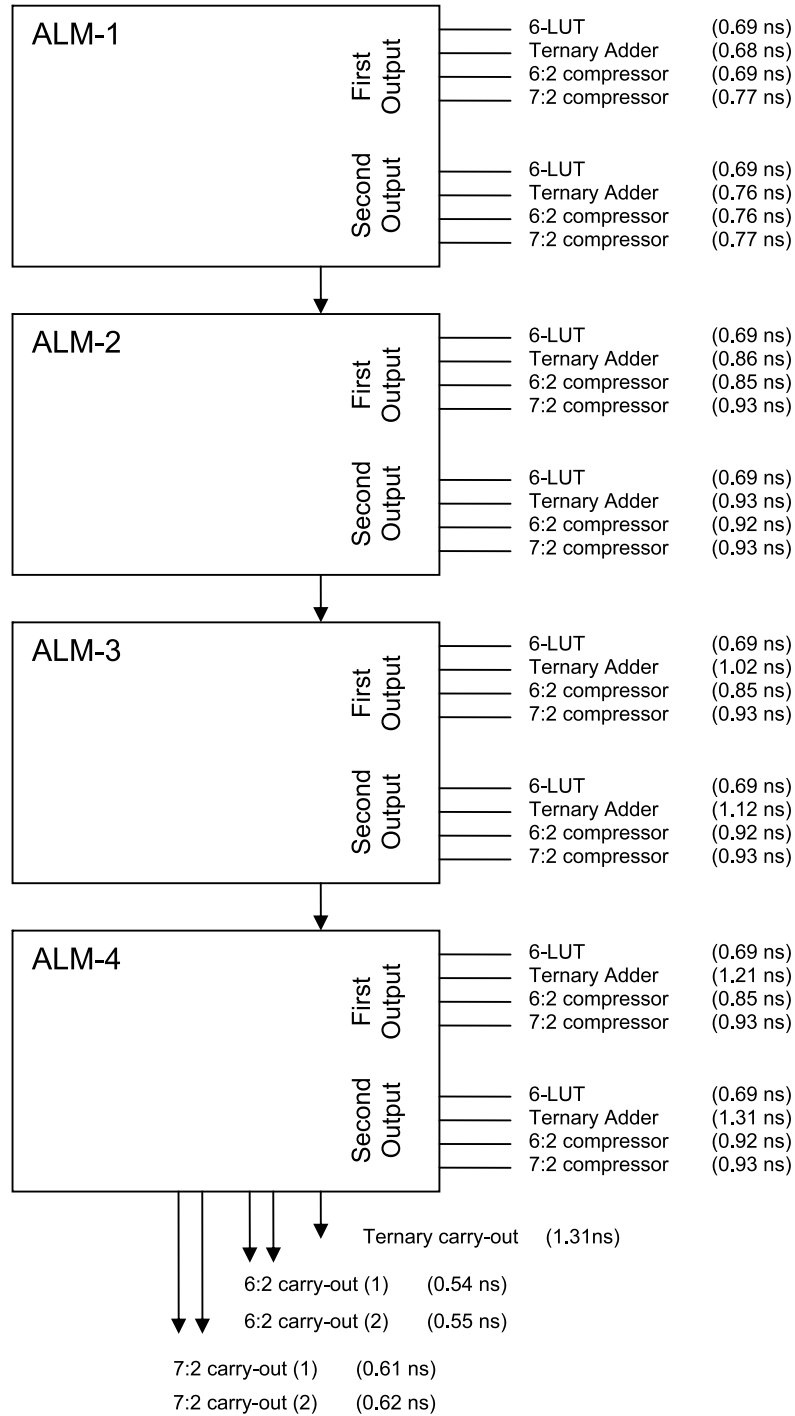 ALM-1
First
Output
6-LUT (0.69 ns)
Ternary Adder (0.68 ns)
6:2 compressor (0.69 ns)
7:2 compressor (0.77 ns)
Second
Output
6-LUT (0.69 ns)
Ternary Adder (0.76 ns)
6:2 compressor (0.76 ns)
7:2 compressor (0.77 ns)
ALM-2
First
Output
6-LUT (0.69 ns)
Ternary Adder (0.86 ns)
6:2 compressor (0.85 ns)
7:2 compressor (0.93 ns)
Second
Output
6-LUT (0.69 ns)
Ternary Adder (0.93 ns)
6:2 compressor (0.92 ns)
7:2 compressor (0.93 ns)
ALM-3
First
Output
6-LUT (0.69 ns)
Ternary Adder (1.02 ns)
6:2 compressor (0.85 ns)
7:2 compressor (0.93 ns)
Second
Output
6-LUT (0.69 ns)
Ternary Adder (1.12 ns)
6:2 compressor (0.92 ns)
7:2 compressor (0.93 ns)
ALM-4
First
Output
6-LUT (0.69 ns)
Ternary Adder (1.21 ns)
6:2 compressor (0.85 ns)
7:2 compressor (0.93 ns)
Second
Output
6-LUT (0.69 ns)
Ternary Adder (1.31 ns)
6:2 compressor (0.92 ns)
7:2 compressor (0.93 ns)
Ternary carry-out (1.31ns)
6:2 carry-out (1) (0.54 ns)
6:2 carry-out (2) (0.55 ns)
7:2 carry-out (1) (0.61 ns)
7:2 carry-out (2) (0.62 ns)